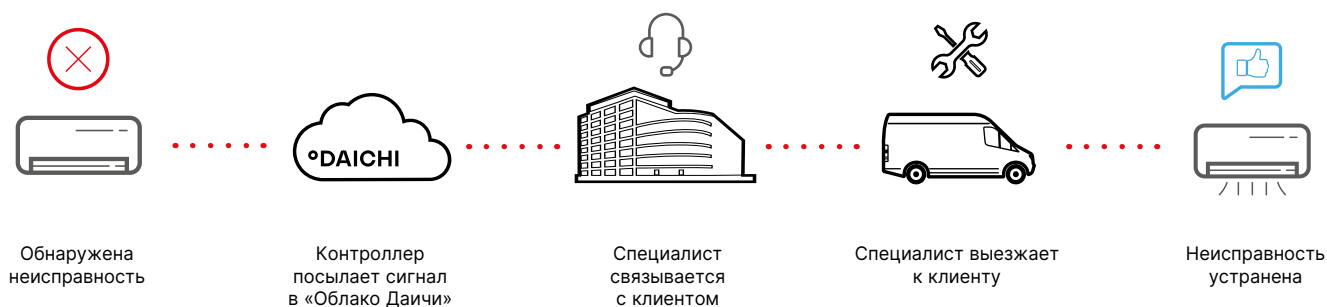 °DAICHI
Обнаружена
неисправность
Контроллер
посылает сигнал
в «Облако Даичи»
Специалист
связывается
с клиентом
Специалист выезжает
к клиенту
Неисправность
устранена